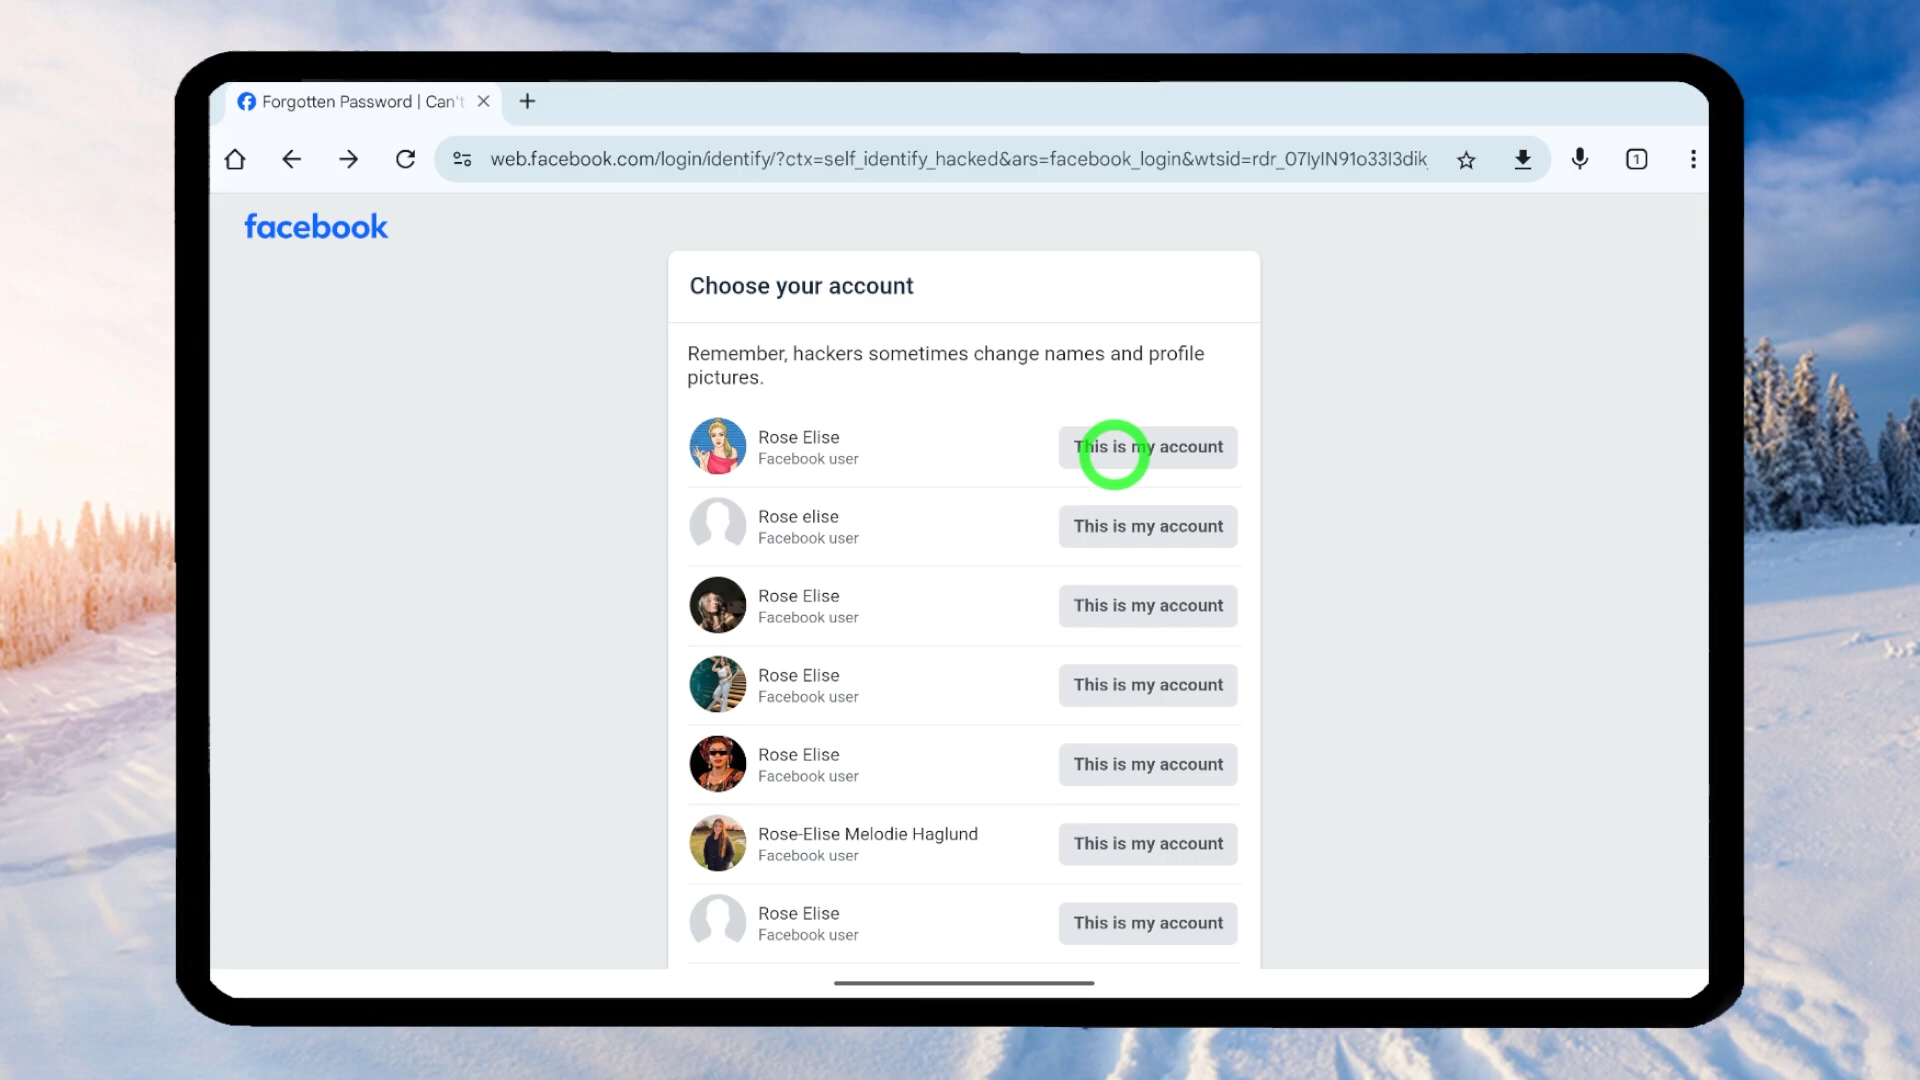 Forgotten Password | Can't
web.facebook.com/login/identify/?ctx=self_identify_hacked&ars=facebook_login&wtsid=rdr_07IyIN91o33I3dik
1
facebook
Choose your account
Remember, hackers sometimes change names and profile
pictures.
Rose Elise
Facebook user
This is my account
Rose elise
Facebook user
This is my account
Rose Elise
Facebook user
This is my account
Rose Elise
Facebook user
This is my account
Rose Elise
Facebook user
This is my account
Rose-Elise Melodie Haglund
Facebook user
This is my account
Rose Elise
Facebook user
This is my account